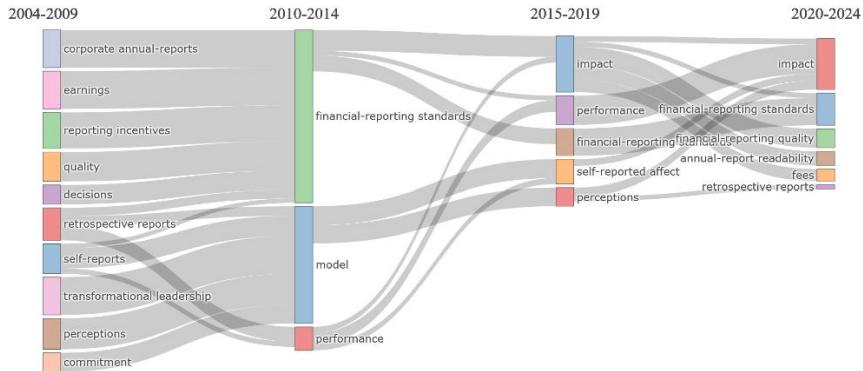 2004-2009
2010-2014
2015-2019
2020-2024
corporate annual-reports
earnings
reporting incentives
quality
decisions
retrospective reports
self-reports
transformational leadership
perceptions
commitment
financial-reporting standards
model
performance
impact
performance
financial-reporting standards
self-reported affect
perceptions
impact
financial-reporting standards
financial-reporting quality
annual-report readability
fees
retrospective reports